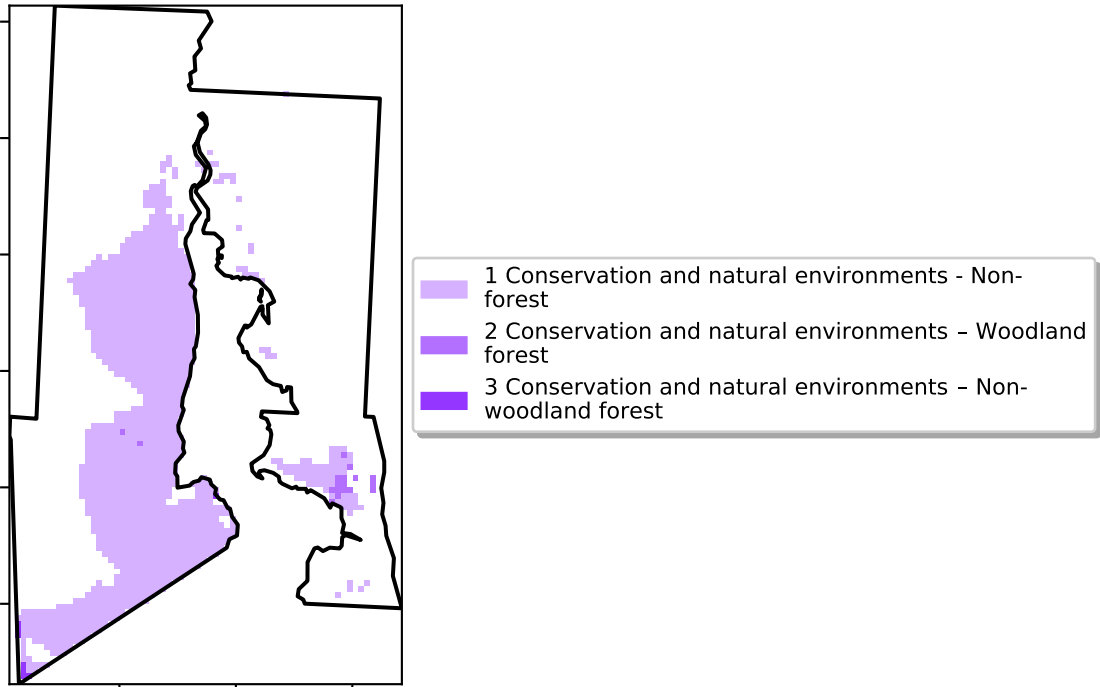 1 Conservation and natural environments - Non-
forest
2 Conservation and natural environments – Woodland
forest
3 Conservation and natural environments – Non-
woodland forest